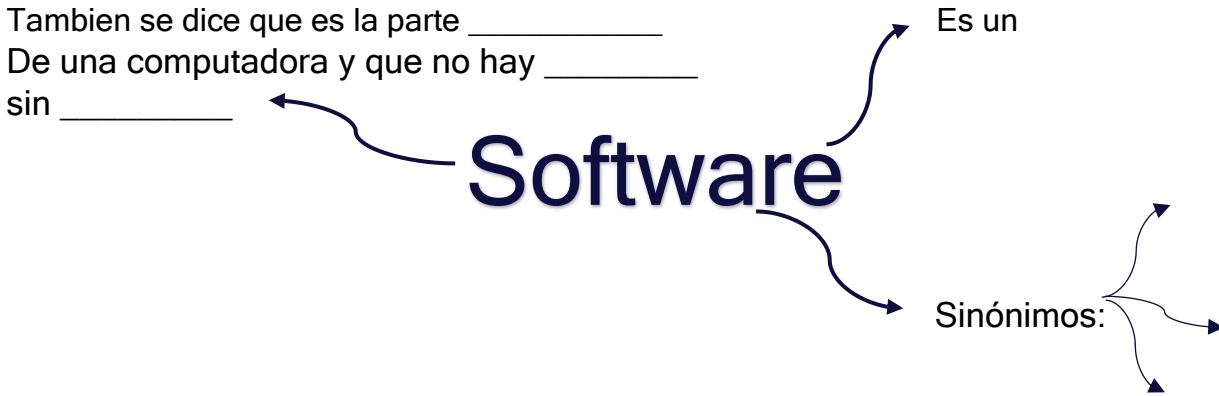 Tambien se dice que es la parte ___________
De una computadora y que no hay ________
sin _________
Es un
Software
Sinónimos: